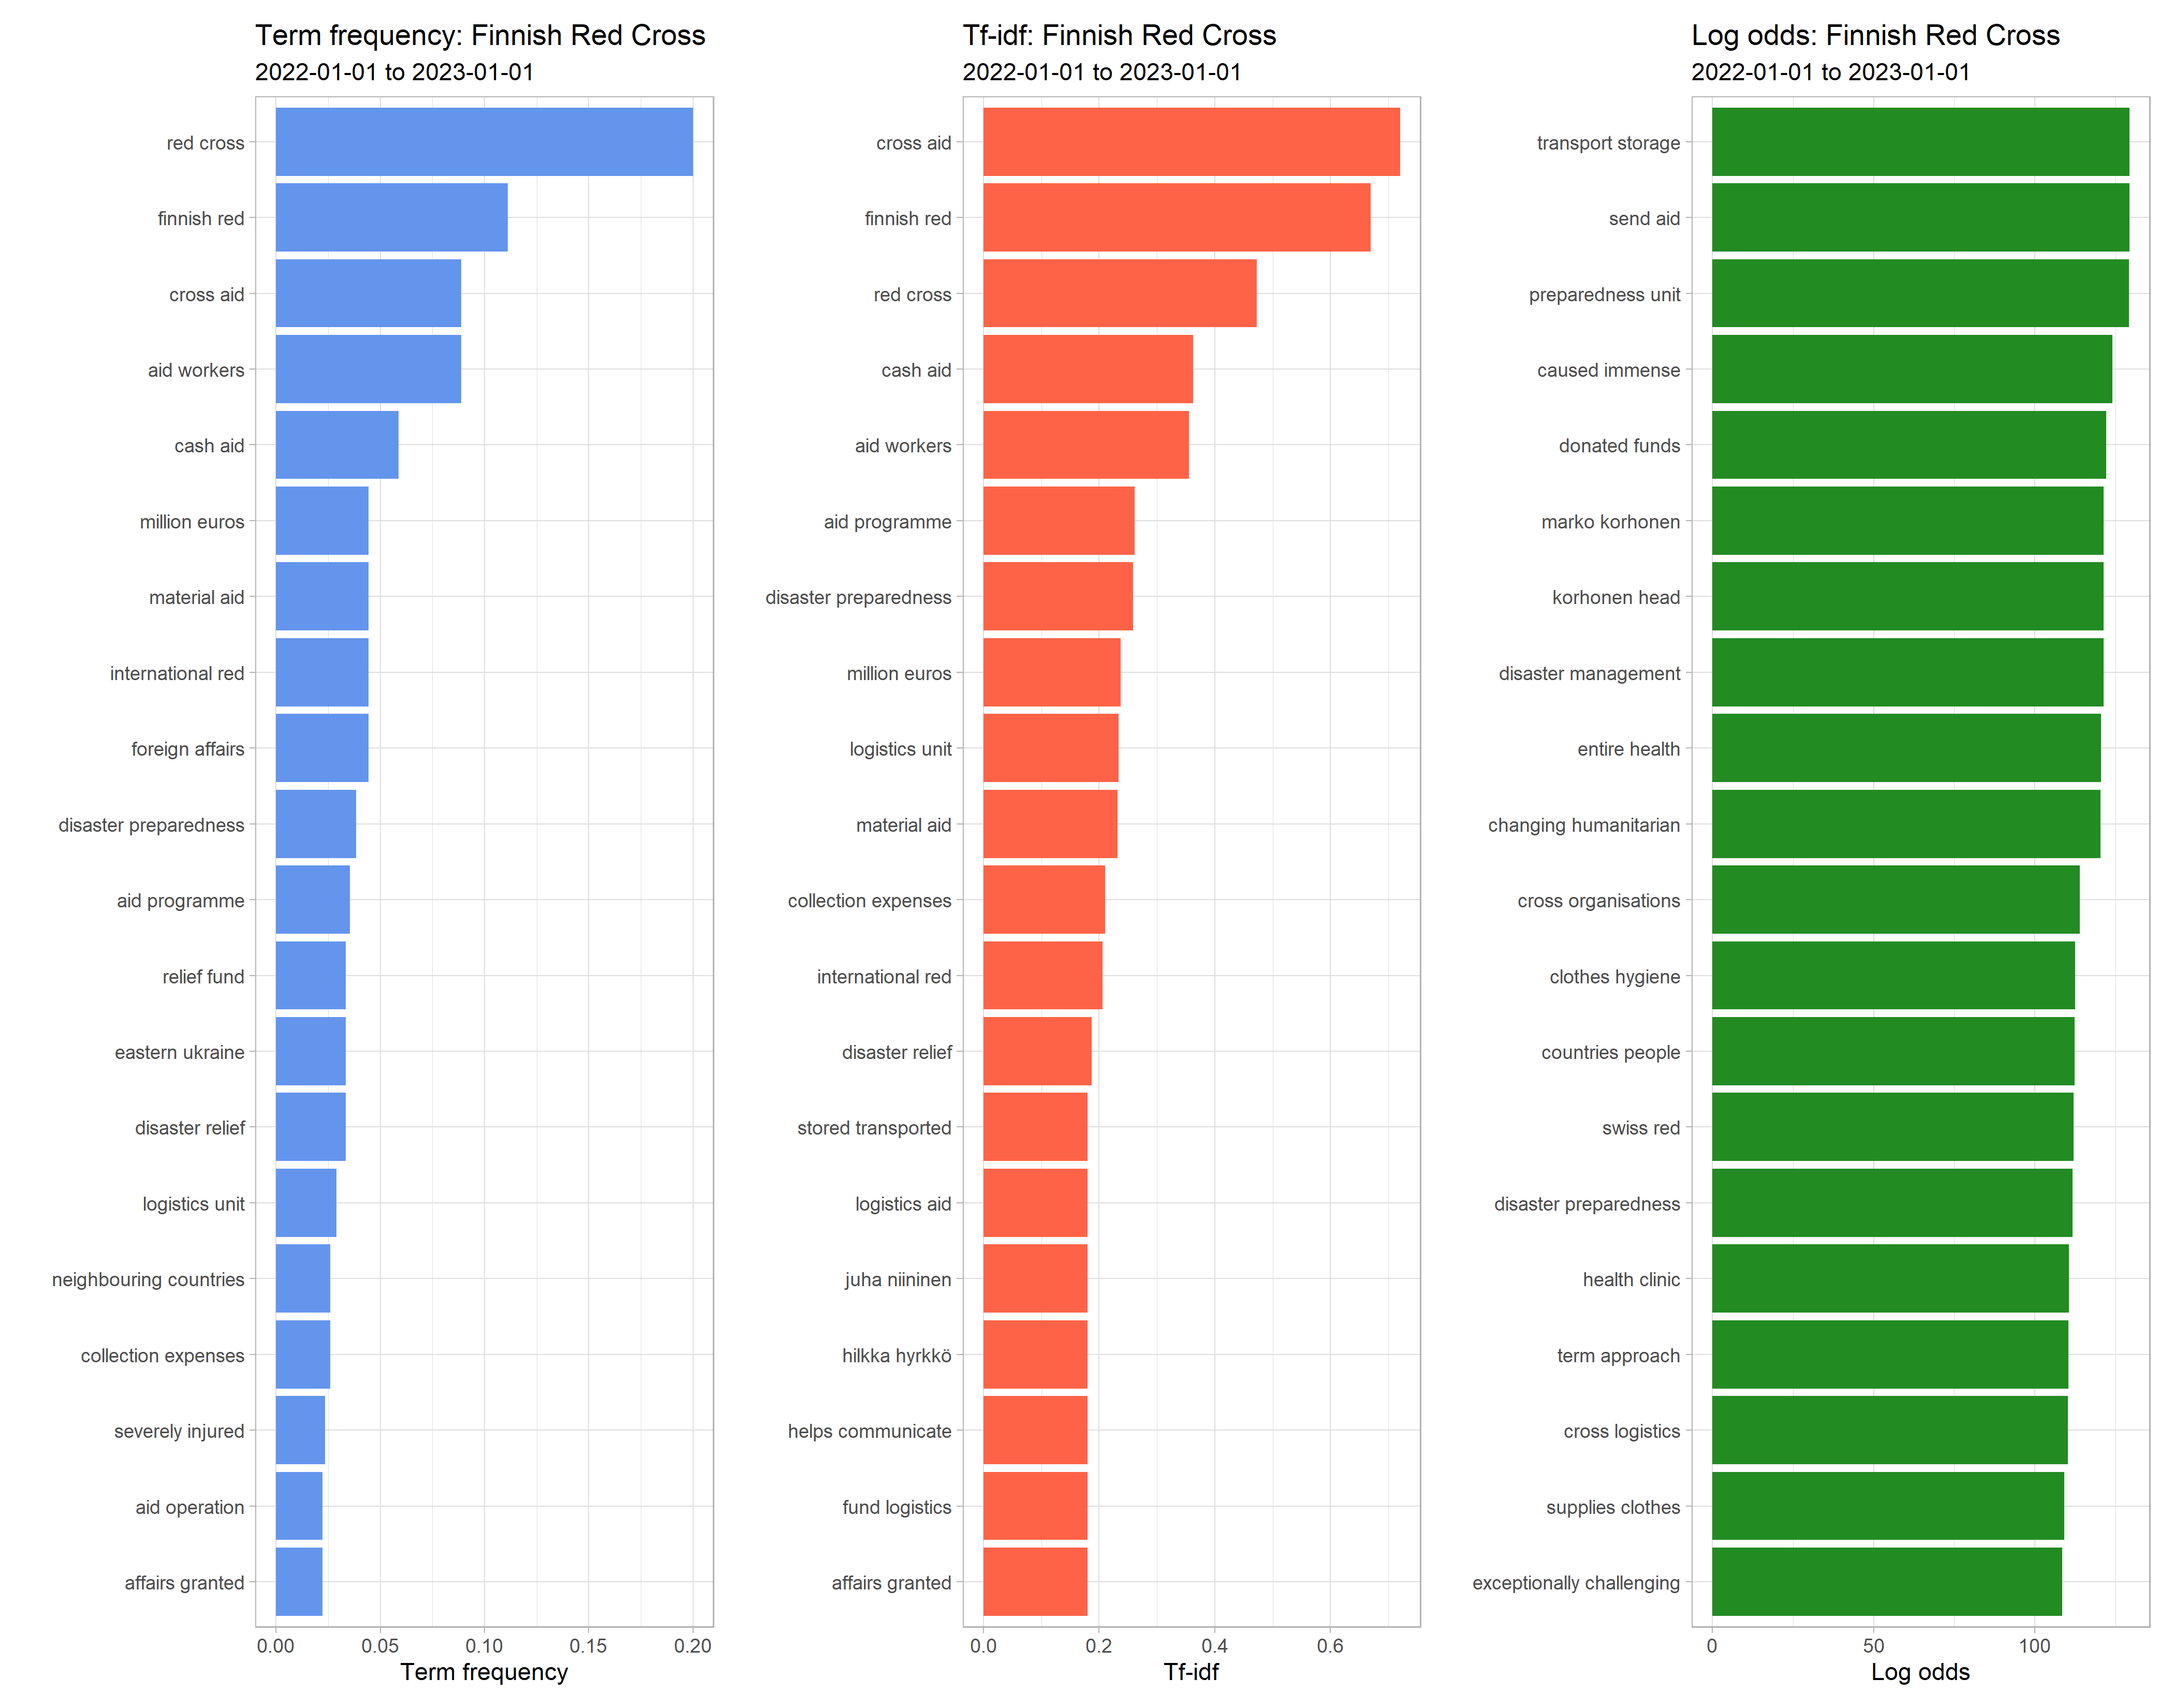 Term frequency: Finnish Red Cross
2022-01-01 to 2023-01-01
red cross
finnish red
cross aid
aid workers
cash aid
million euros
material aid
international red
foreign affairs
disaster preparedness
aid programme
relief fund
eastern ukraine
disaster relief
logistics unit
neighbouring countries
collection expenses
severely injured
aid operation
affairs granted
0.00 0.05 0.10 0.15 0.20
Term frequency
Tf-idf: Finnish Red Cross
2022-01-01 to 2023-01-01
cross aid
finnish red
red cross
cash aid
aid workers
aid programme
disaster preparedness
million euros
logistics unit
material aid
collection expenses
international red
disaster relief
stored transported
logistics aid
juha niininen
hilkka hyrkkö
helps communicate
fund logistics
affairs granted
0.0 0.2 0.4 0.6
Tf-idf
Log odds: Finnish Red Cross
2022-01-01 to 2023-01-01
transport storage
send aid
preparedness unit
caused immense
donated funds
marko korhonen
korhonen head
disaster management
entire health
changing humanitarian
cross organisations
clothes hygiene
countries people
swiss red
disaster preparedness
health clinic
term approach
cross logistics
supplies clothes
exceptionally challenging
0 50 100
Log odds